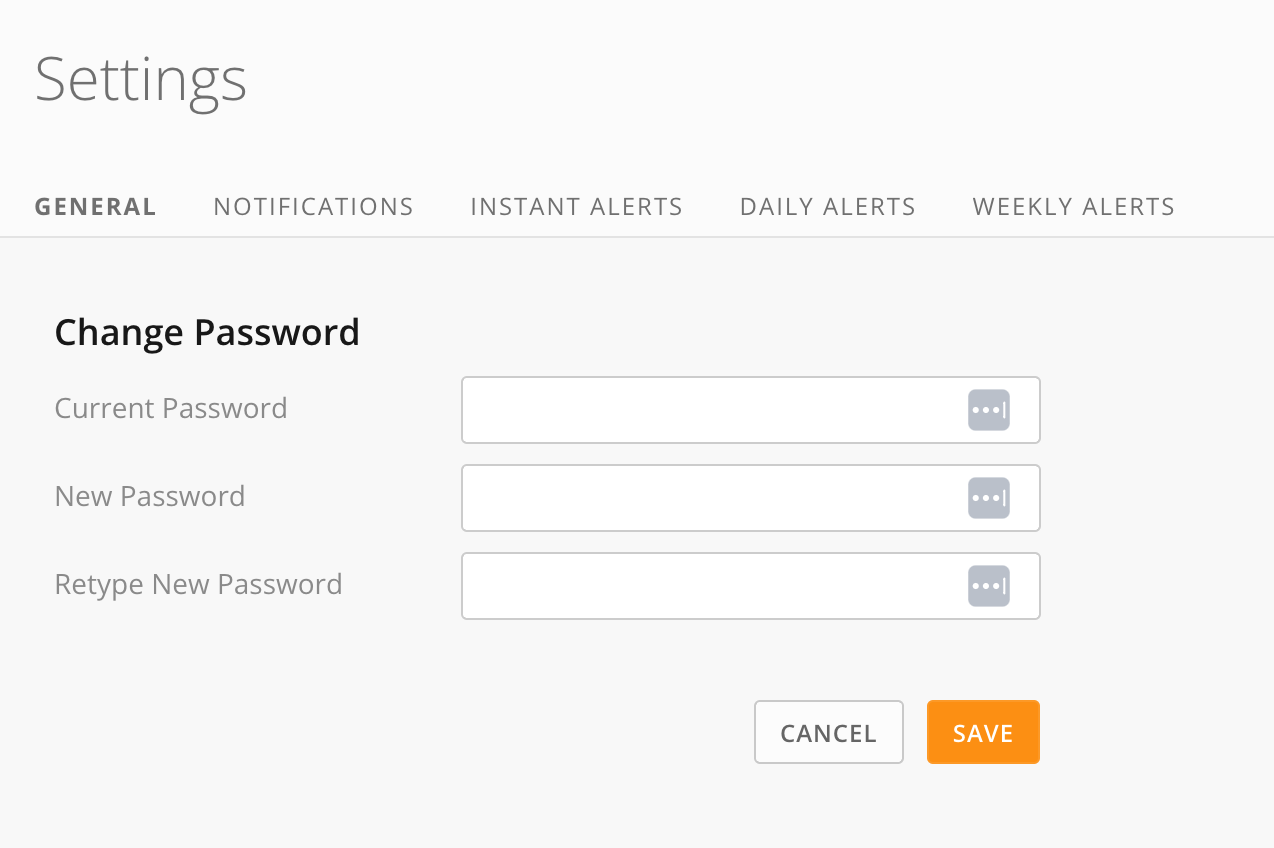 Settings
GENERAL NOTIFICATIONS INSTANT ALERTS DAILY ALERTS WEEKLY ALERTS
Change Password
Current Password
New Password
Retype New Password
CANCEL SAVE